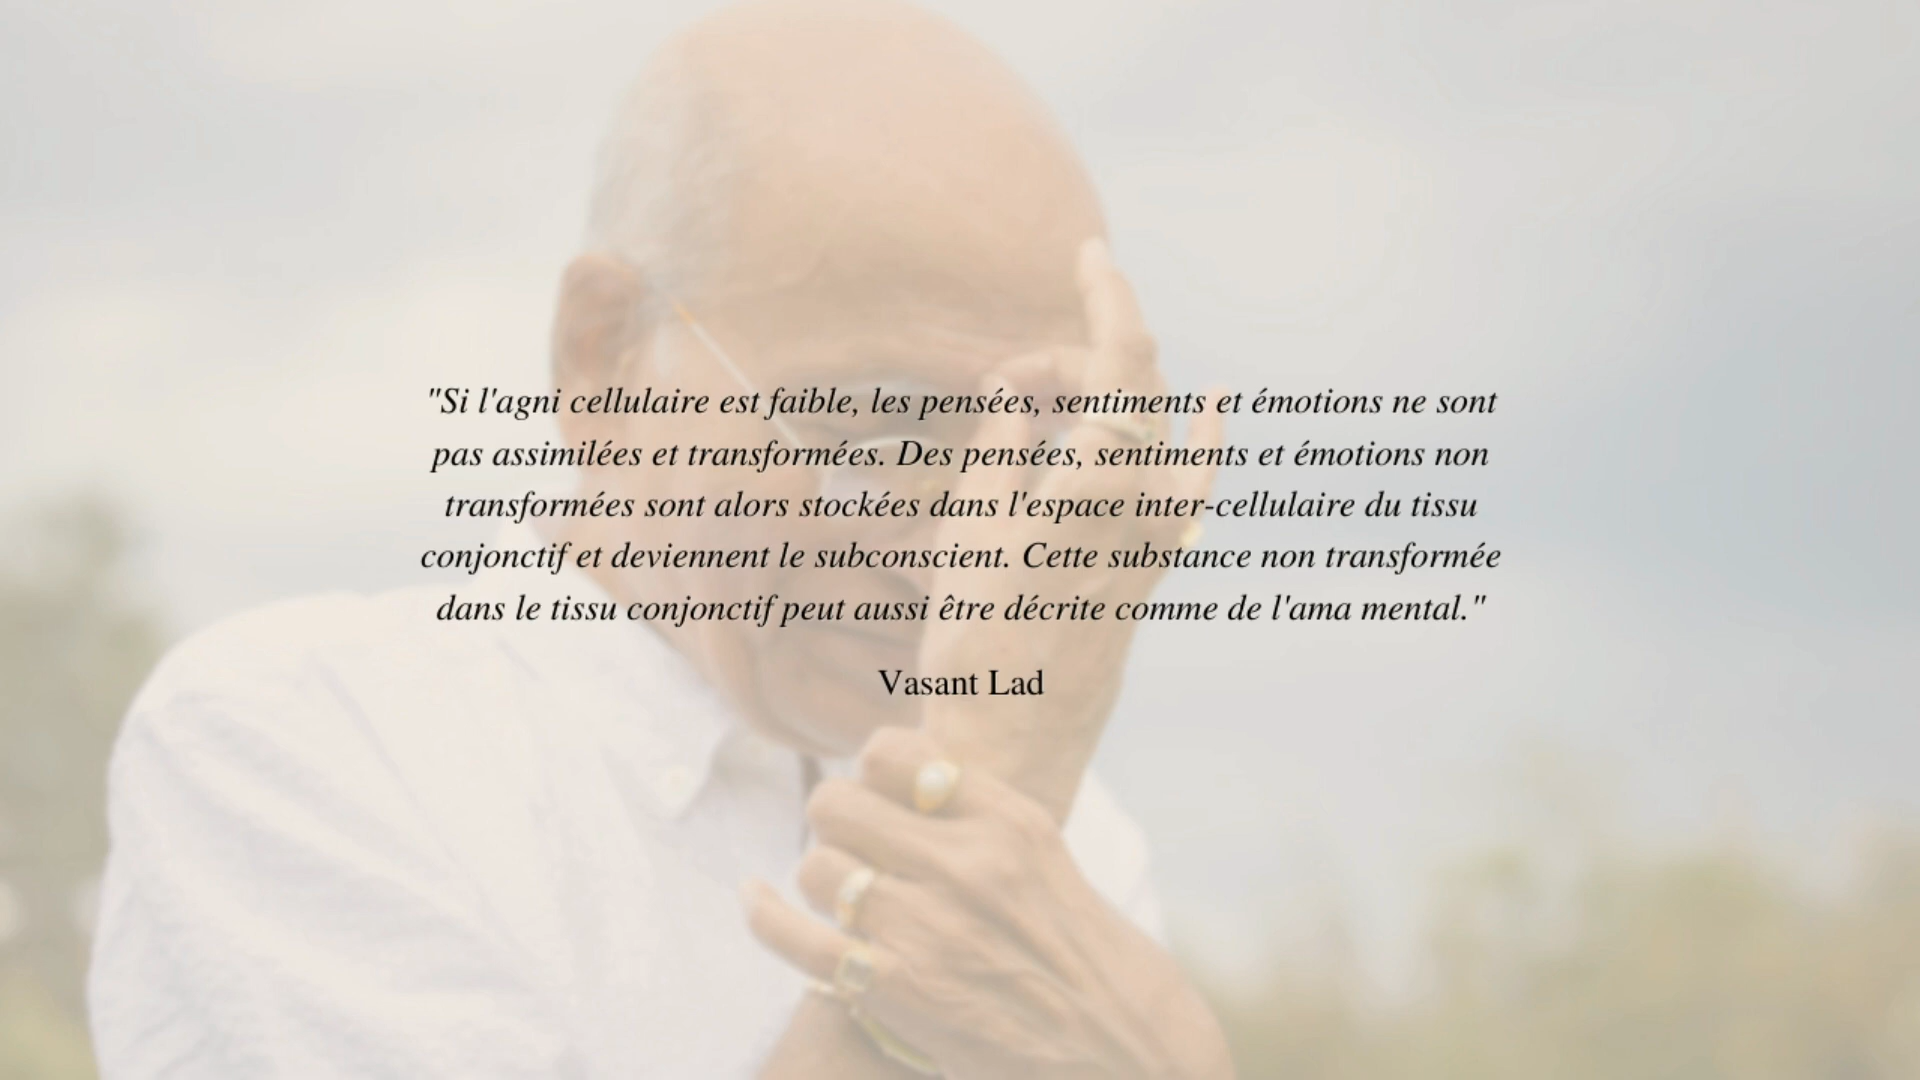 "Si l'agni cellulaire est faible, les pensées, sentiments et émotions ne sont
pas assimilées et transformées. Des pensées, sentiments et émotions non
transformées sont alors stockées dans l'espace inter-cellulaire du tissu
conjonctif et deviennent le subconscient. Cette substance non transformée
dans le tissu conjonctif peut aussi être décrite comme de l'ama mental."
Vasant Lad